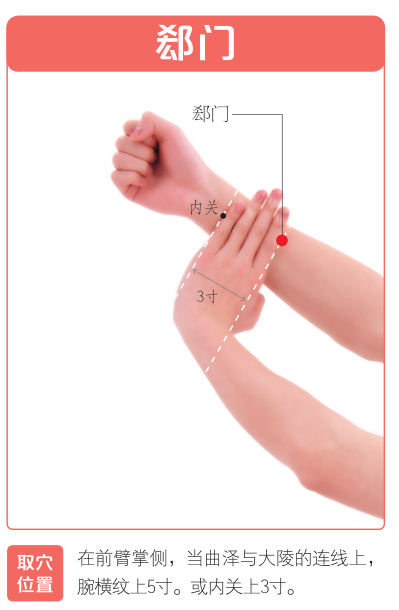 郄门
郄门
内关
3寸
取穴
位置
在前臂掌侧，当曲泽与大陵的连线上，
腕横纹上5寸。或内关上3寸。